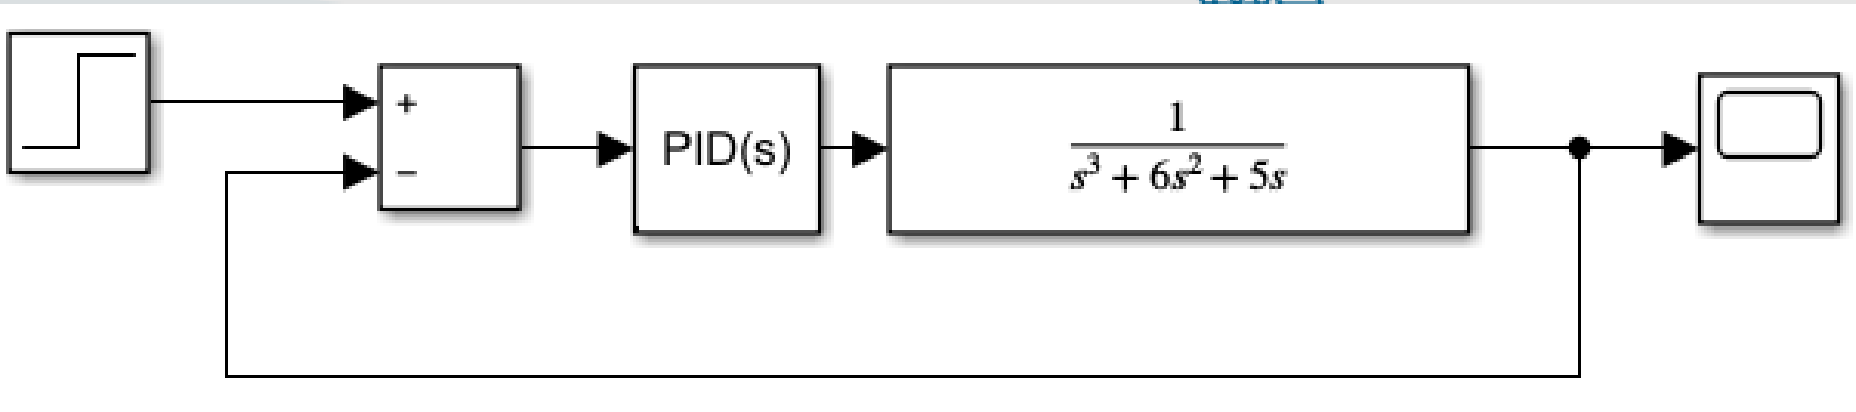 +
−
PID(s)
1
s³ + 6s² + 5s